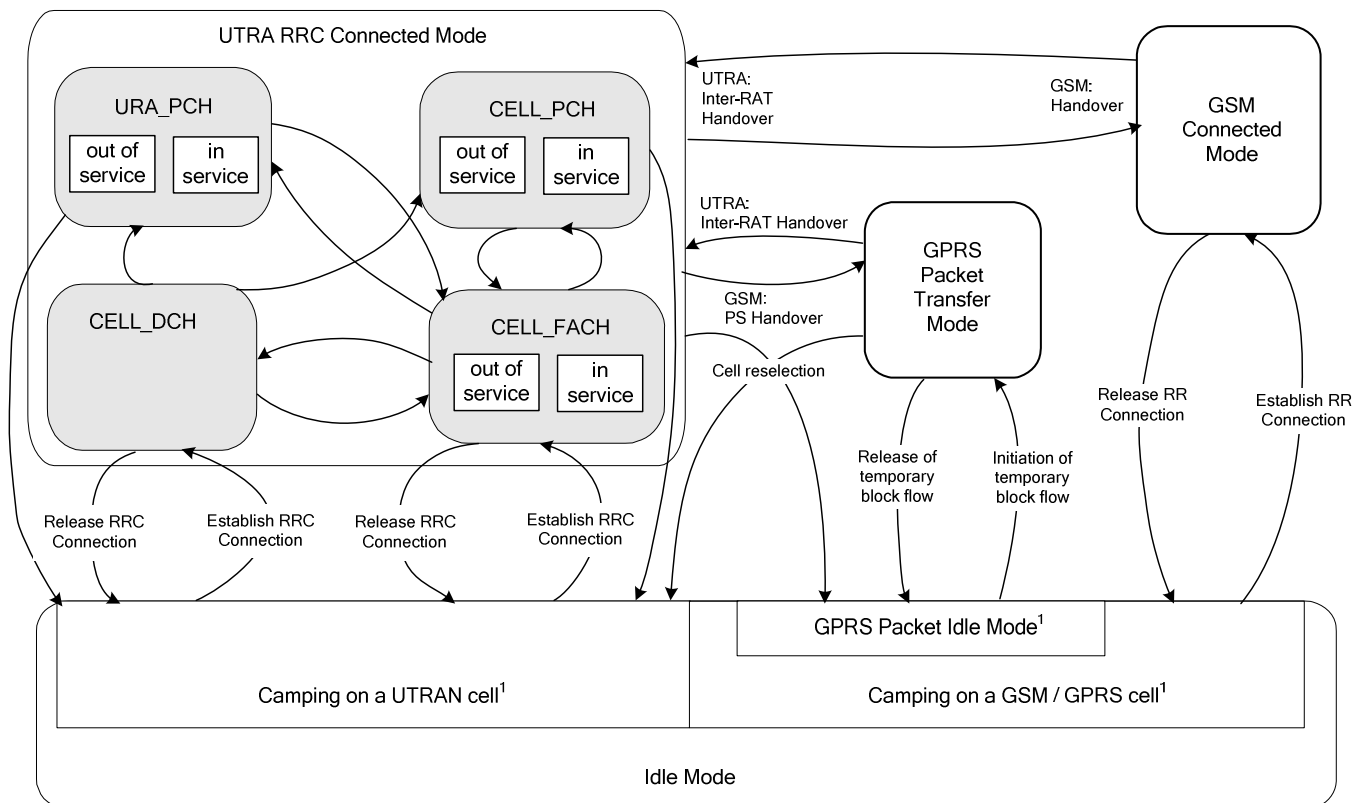 UTRA RRC Connected Mode
URA_PCH
out of
service
in
service
CELL_PCH
out of
service
in
service
CELL_DCH
CELL_FACH
out of
service
in
service
UTRA:
Inter-RAT
Handover
GSM:
Handover
GSM
Connected
Mode
UTRA:
Inter-RAT Handover
GPRS
Packet
Transfer
Mode
GSM:
PS Handover
Cell reselection
Release RR
Connection
Establish RR
Connection
Release of
temporary
block flow
Initiation of
temporary
block flow
Release RRC
Connection
Establish RRC
Connection
Release RRC
Connection
Establish RRC
Connection
GPRS Packet Idle Mode¹
Camping on a UTRAN cell¹
Camping on a GSM / GPRS cell¹
Idle Mode